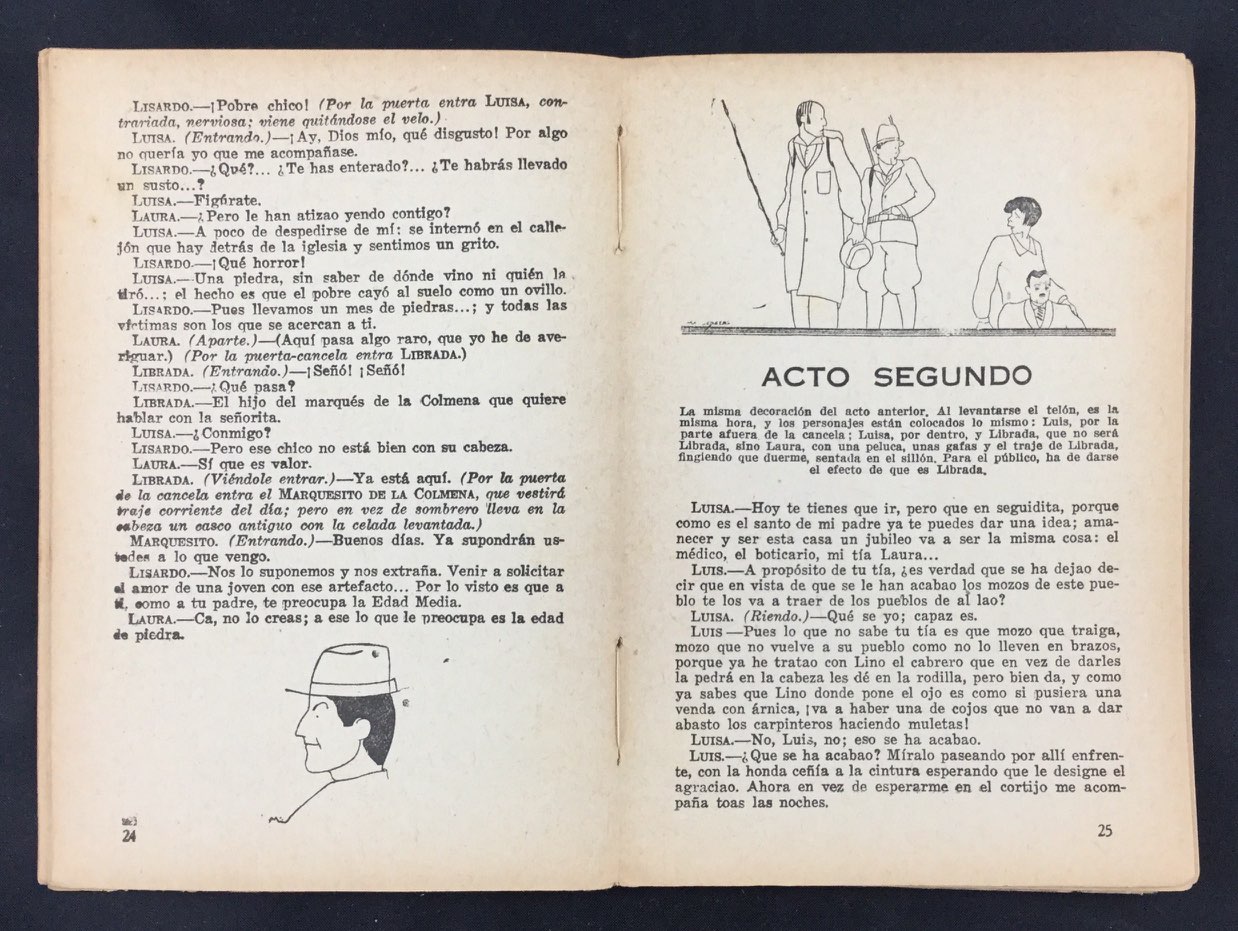 LISARDO.—¡Pobre chico! (Por la puerta entra LUISA, con-
trariada, nerviosa; viene quitándose el velo.)
LUISA. (Entrando.)—¡Ay, Dios mío, qué disgusto! Por algo
no quería yo que me acompañase.
LISARDO.—¿Qué?... ¿Te has enterado?... ¿Te habrás llevado
un susto...?
LUISA.—Figúrate.
LAURA.—¿Pero le han atizao yendo contigo?
LUISA.—A poco de despedirse de mí: se internó en el calle-
jón que hay detrás de la iglesia y sentimos un grito.
LISARDO.—¡Qué horror!
LUISA.—Una piedra, sin saber de dónde vino ni quién la
tiró...: el hecho es que el pobre cayó al suelo como un ovillo.
LISARDO.—Pues llevamos un mes de piedras...; y todas las
víctimas son los que se acercan a ti.
LAURA. (Aparte.)—(Aquí pasa algo raro, que yo he de ave-
riguar.) (Por la puerta-cancela entra LIBRADA.)
LIBRADA. (Entrando.)—¡Señó! ¡Señó!
LISARDO.—¿Qué pasa?
LIBRADA.—El hijo del marqués de la Colmena que quiere
hablar con la señorita.
LUISA.—¿Conmigo?
LISARDO.—Pero ese chico no está bien con su cabeza.
LAURA.—Sí que es valor.
LIBRADA. (Viéndole entrar.)—Ya está aquí. (Por la puerta
de la cancela entra el MARQUESITO DE LA COLMENA, que vestirá
traje corriente del día; pero en vez de sombrero lleva en la
cabeza un casco antiguo con la celada levantada.)
MARQUESITO. (Entrando.)—Buenos días. Ya supondrán us-
tedes a lo que vengo.
LISARDO.—Nos lo suponemos y nos extraña. Venir a solicitar
el amor de una joven con ese artefacto... Por lo visto es que a
ti, como a tu padre, te preocupa la Edad Media.
LAURA.—Ca, no lo creas; a ese lo que le preocupa es la edad
de piedra.
24
ACTO SEGUNDO
La misma decoración del acto anterior. Al levantarse el telón, es la
misma hora, y los personajes están colocados lo mismo: Luis, por la
parte afuera de la cancela; Luisa, por dentro, y Librada, que no será
Librada, sino Laura, con una peluca, unas gafas y el traje de Librada,
fingiendo que duerme, sentada en el sillón. Para el público, ha de darse
el efecto de que es Librada.
LUISA.—Hoy te tienes que ir, pero que en seguidita, porque
como es el santo de mi padre ya te puedes dar una idea; ama-
necer y ser esta casa un jubileo va a ser la misma cosa: el
médico, el boticario, mi tía Laura...
LUIS.—A propósito de tu tía, ¿es verdad que se ha dejao de-
cir que en vista de que se le han acabao los mozos de este pue-
blo te los va a traer de los pueblos de al lao?
LUISA. (Riendo.)—Qué se yo; capaz es.
LUIS—Pues lo que no sabe tu tía es que mozo que traiga,
mozo que no vuelve a su pueblo como no lo lleven en brazos,
porque ya he tratao con Lino el cabrero que en vez de darles
la pedrá en la cabeza les dé en la rodilla, pero bien da, y como
ya sabes que Lino donde pone el ojo es como si pusiera una
venda con árnica, ¡va a haber una de cojos que no van a dar
abasto los carpinteros haciendo muletas!
LUISA.—No, Luis, no; eso se ha acabao.
LUIS.—¿Que se ha acabao? Míralo paseando por allí enfren-
te, con la honda ceñía a la cintura esperando que le designe el
agraciao. Ahora en vez de esperarme en el cortijo me acom-
paña toas las noches.
25